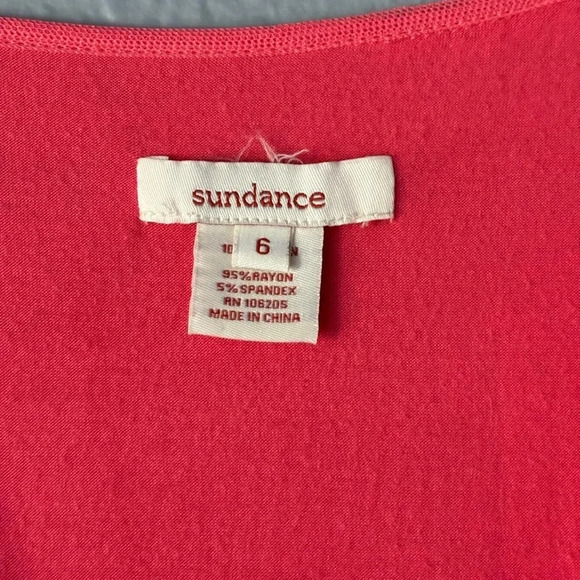 sundance
6
95%RAYON
5%SPANDEX
RN 106205
MADE IN CHINA